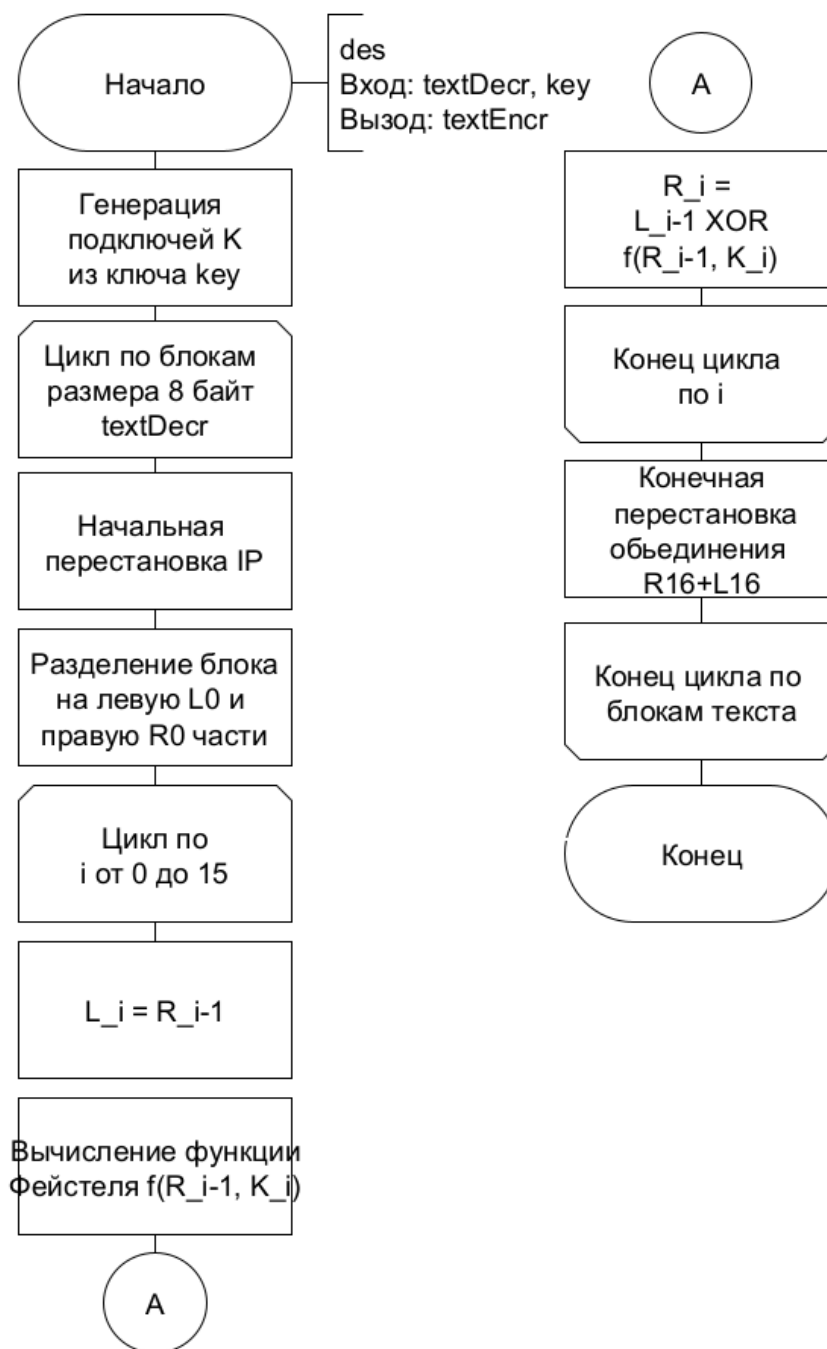 Начало
des
Вход: textDecr, key
Вызод: textEncr
Генерация
подключей K
из ключа key
Цикл по блокам
размера 8 байт
textDecr
Начальная
перестановка IP
Разделение блока
на левую L0 и
правую R0 части
Цикл по
i от 0 до 15
L_i = R_i-1
Вычисление функции
Фейстеля f(R_i-1, K_i)
A
A
R_i =
L_i-1 XOR
f(R_i-1, K_i)
Конец цикла
по i
Конечная
перестановка
обьединения
R16+L16
Конец цикла по
блокам текста
Конец